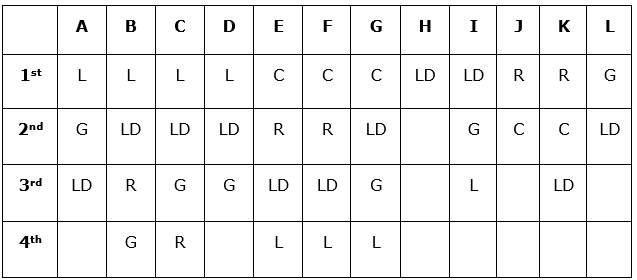 A B C D E F G H I J K L
1st L L L L C C C LD LD R R G
2nd G LD LD LD R R LD G C C LD
3rd LD R G G LD LD G L LD
4th G R L L L